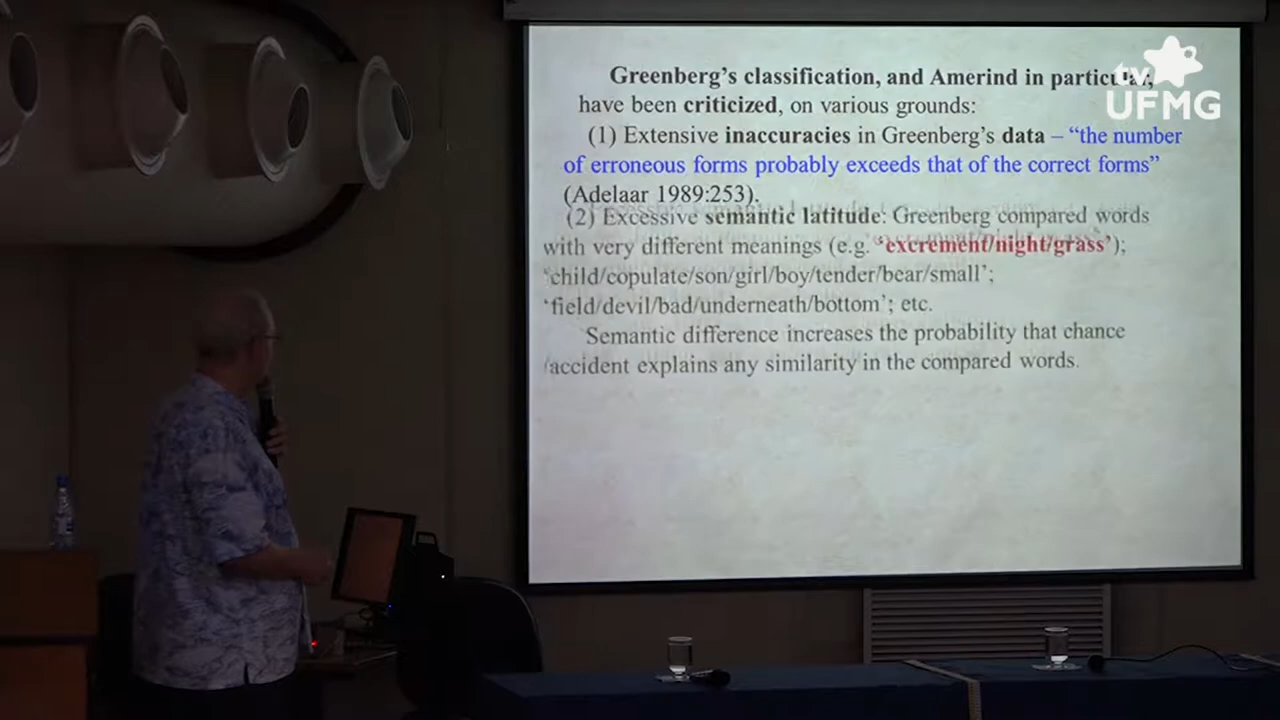 Greenberg's classification, and Amerind in particular,
have been criticized, on various grounds:
(1) Extensive inaccuracies in Greenberg's data – “the number
of erroneous forms probably exceeds that of the correct forms”
(Adelaar 1989:253).
(2) Excessive semantic latitude: Greenberg compared words
with very different meanings (e.g. ‘excrement/night/grass’);
‘child/copulate/son/girl/boy/tender/bear/small’;
‘field/devil/bad/underneath/bottom’; etc.
Semantic difference increases the probability that chance
/accident explains any similarity in the compared words.
tv
UFMG